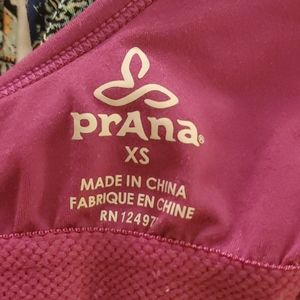 prAna
XS
MADE IN CHINA
FABRIQUE EN CHINE
RN 12497